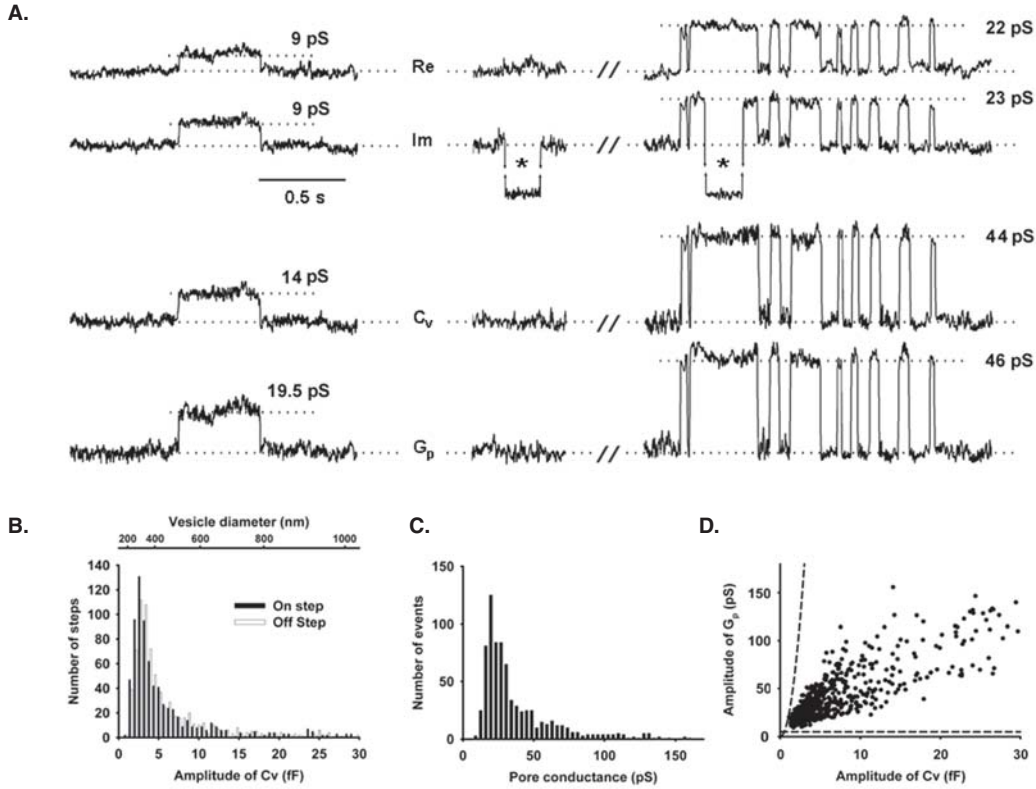 A.
9 pS
Re
22 pS
9 pS
Im
23 pS
*
*
0.5 s
14 pS
Cv
44 pS
19.5 pS
Gp
46 pS
B.
Vesicle diameter (nm)
200 400 600 800 1000
140
120
100
80
60
40
20
0
Number of steps
On step
Off Step
0 5 10 15 20 25 30
Amplitude of Cv (fF)
C.
150
100
50
0
Number of events
0 50 100 150
Pore conductance (pS)
D.
150
100
50
0
Amplitude of Gp (pS)
0 10 20 30
Amplitude of Cv (fF)